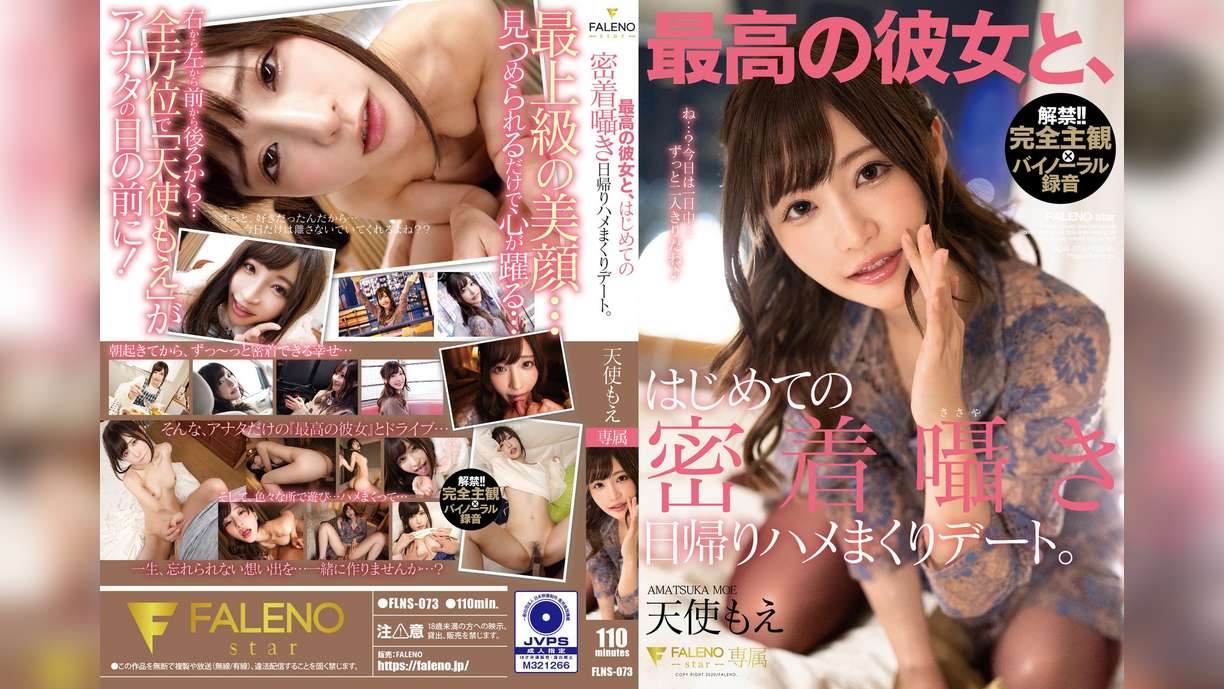 最高の彼女と、
解禁!!
完全主観
×
バイノーラル
録音
ね…?今日は一日中…
ずっと二人きりだね♪
はじめての
ささや
密着囁き
日帰りハメまくりデート。
AMATSUKA MOE
天使もえ
FALENO
star
専属
COPY RIGHT 2020/FALENO.
FALENO star
FALENO
star
最高の彼女と、はじめての
密着囁き日帰りハメまくりデート。
天使もえ
専属
110
minutes
FLNS-073
最上級の美顔…
見つめられるだけで心が躍る…
右から左から前から後ろから…
全方位で「天使もえ」が
アナタの目の前に!
ずっと、好きだったんだから…
今日だけは離さないでいてくれるよね??
朝起きてから、ずっ~っと密着できる幸せ…
そんな、アナタだけの『最高の彼女』とドライブ…
そして、色々な所で遊び…ハメまくって…
解禁!!
完全主観
×
バイノーラル
録音
一生、忘れられない想い出を…一緒に作りませんか…?
FALENO
star
●FLNS-073 ●110min.
注意
18歳未満の方への映示、
貸出、販売を禁じます。
販売:FALENO
https://faleno.jp/
JVPS
成人指定
M321266
●この作品を無断で複製や放送(無線/有線)、違法配信することを固く禁じます。